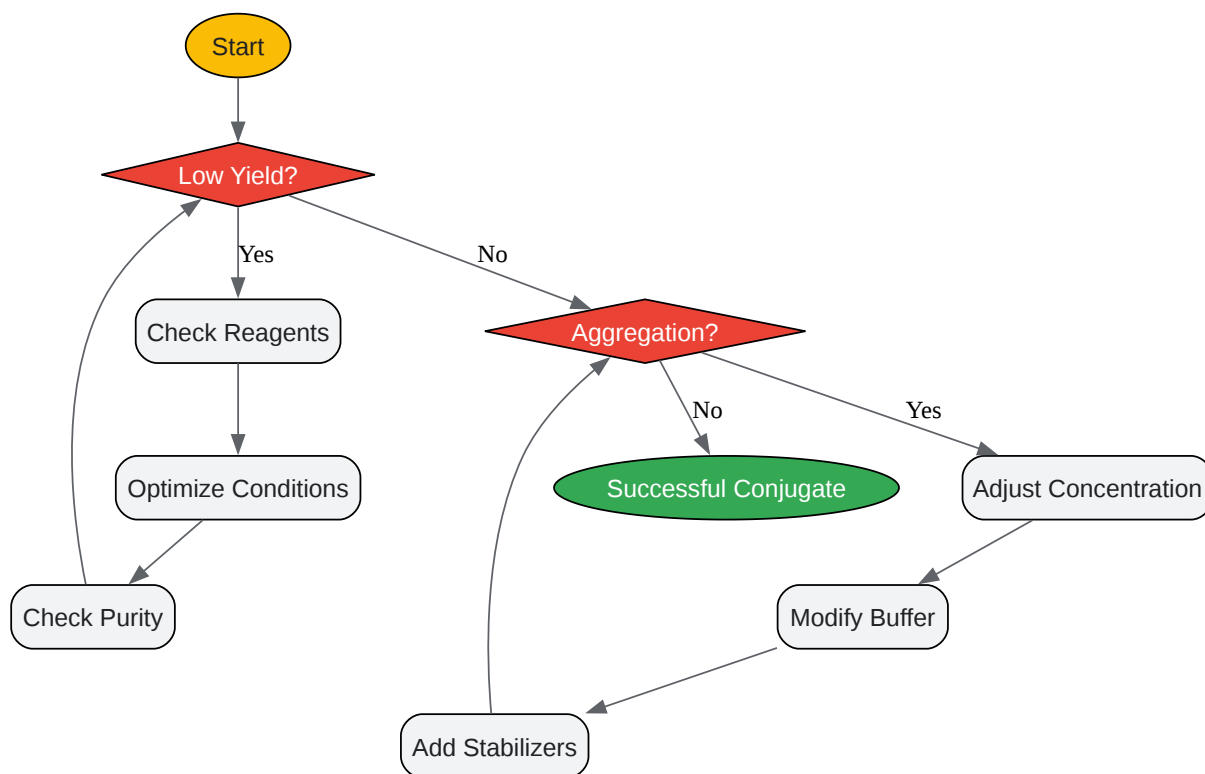 Start
Low Yield?
Yes
No
Check Reagents
Aggregation?
No
Yes
Optimize Conditions
Successful Conjugate
Adjust Concentration
Check Purity
Modify Buffer
Add Stabilizers